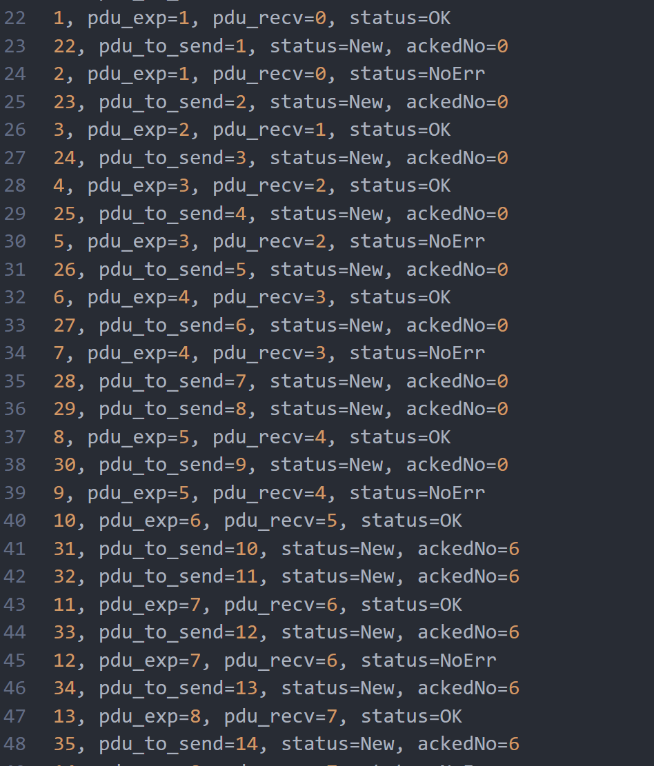 22 1, pdu_exp=1, pdu_recv=0, status=OK
23 22, pdu_to_send=1, status=New, ackedNo=0
24 2, pdu_exp=1, pdu_recv=0, status=NoErr
25 23, pdu_to_send=2, status=New, ackedNo=0
26 3, pdu_exp=2, pdu_recv=1, status=OK
27 24, pdu_to_send=3, status=New, ackedNo=0
28 4, pdu_exp=3, pdu_recv=2, status=OK
29 25, pdu_to_send=4, status=New, ackedNo=0
30 5, pdu_exp=3, pdu_recv=2, status=NoErr
31 26, pdu_to_send=5, status=New, ackedNo=0
32 6, pdu_exp=4, pdu_recv=3, status=OK
33 27, pdu_to_send=6, status=New, ackedNo=0
34 7, pdu_exp=4, pdu_recv=3, status=NoErr
35 28, pdu_to_send=7, status=New, ackedNo=0
36 29, pdu_to_send=8, status=New, ackedNo=0
37 8, pdu_exp=5, pdu_recv=4, status=OK
38 30, pdu_to_send=9, status=New, ackedNo=0
39 9, pdu_exp=5, pdu_recv=4, status=NoErr
40 10, pdu_exp=6, pdu_recv=5, status=OK
41 31, pdu_to_send=10, status=New, ackedNo=6
42 32, pdu_to_send=11, status=New, ackedNo=6
43 11, pdu_exp=7, pdu_recv=6, status=OK
44 33, pdu_to_send=12, status=New, ackedNo=6
45 12, pdu_exp=7, pdu_recv=6, status=NoErr
46 34, pdu_to_send=13, status=New, ackedNo=6
47 13, pdu_exp=8, pdu_recv=7, status=OK
48 35, pdu_to_send=14, status=New, ackedNo=6